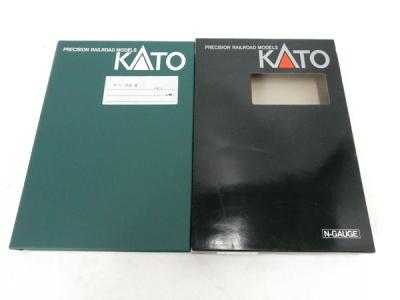 PRECISION RAILROAD MODELS
KATO
PRECISION RAILROAD MODELS
KATO
N-GAUGE